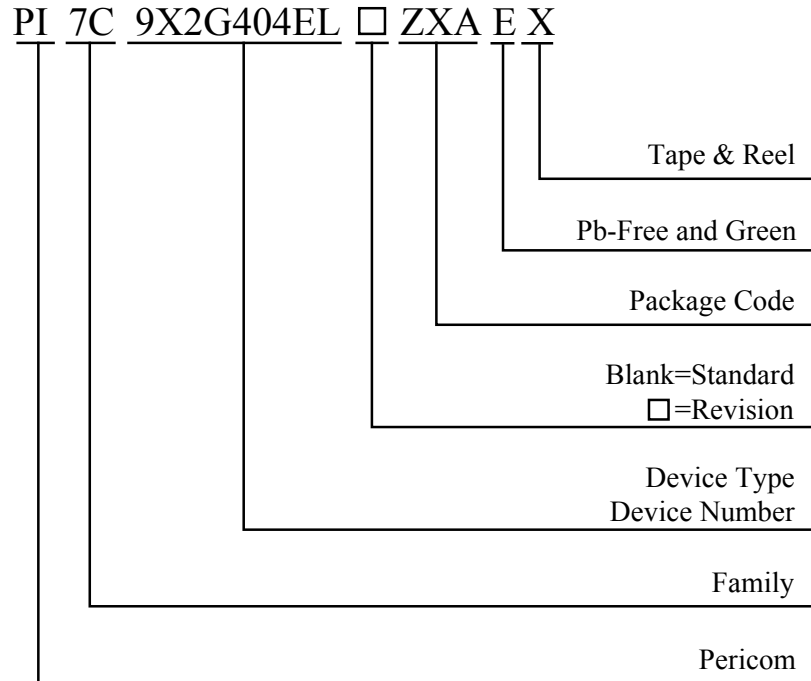 PI 7C 9X2G404EL □ ZXA E X
Tape & Reel
Pb-Free and Green
Package Code
Blank=Standard
□=Revision
Device Type
Device Number
Family
Pericom